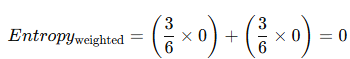 Entropy_weighted = (3/6 × 0) + (3/6 × 0) = 0